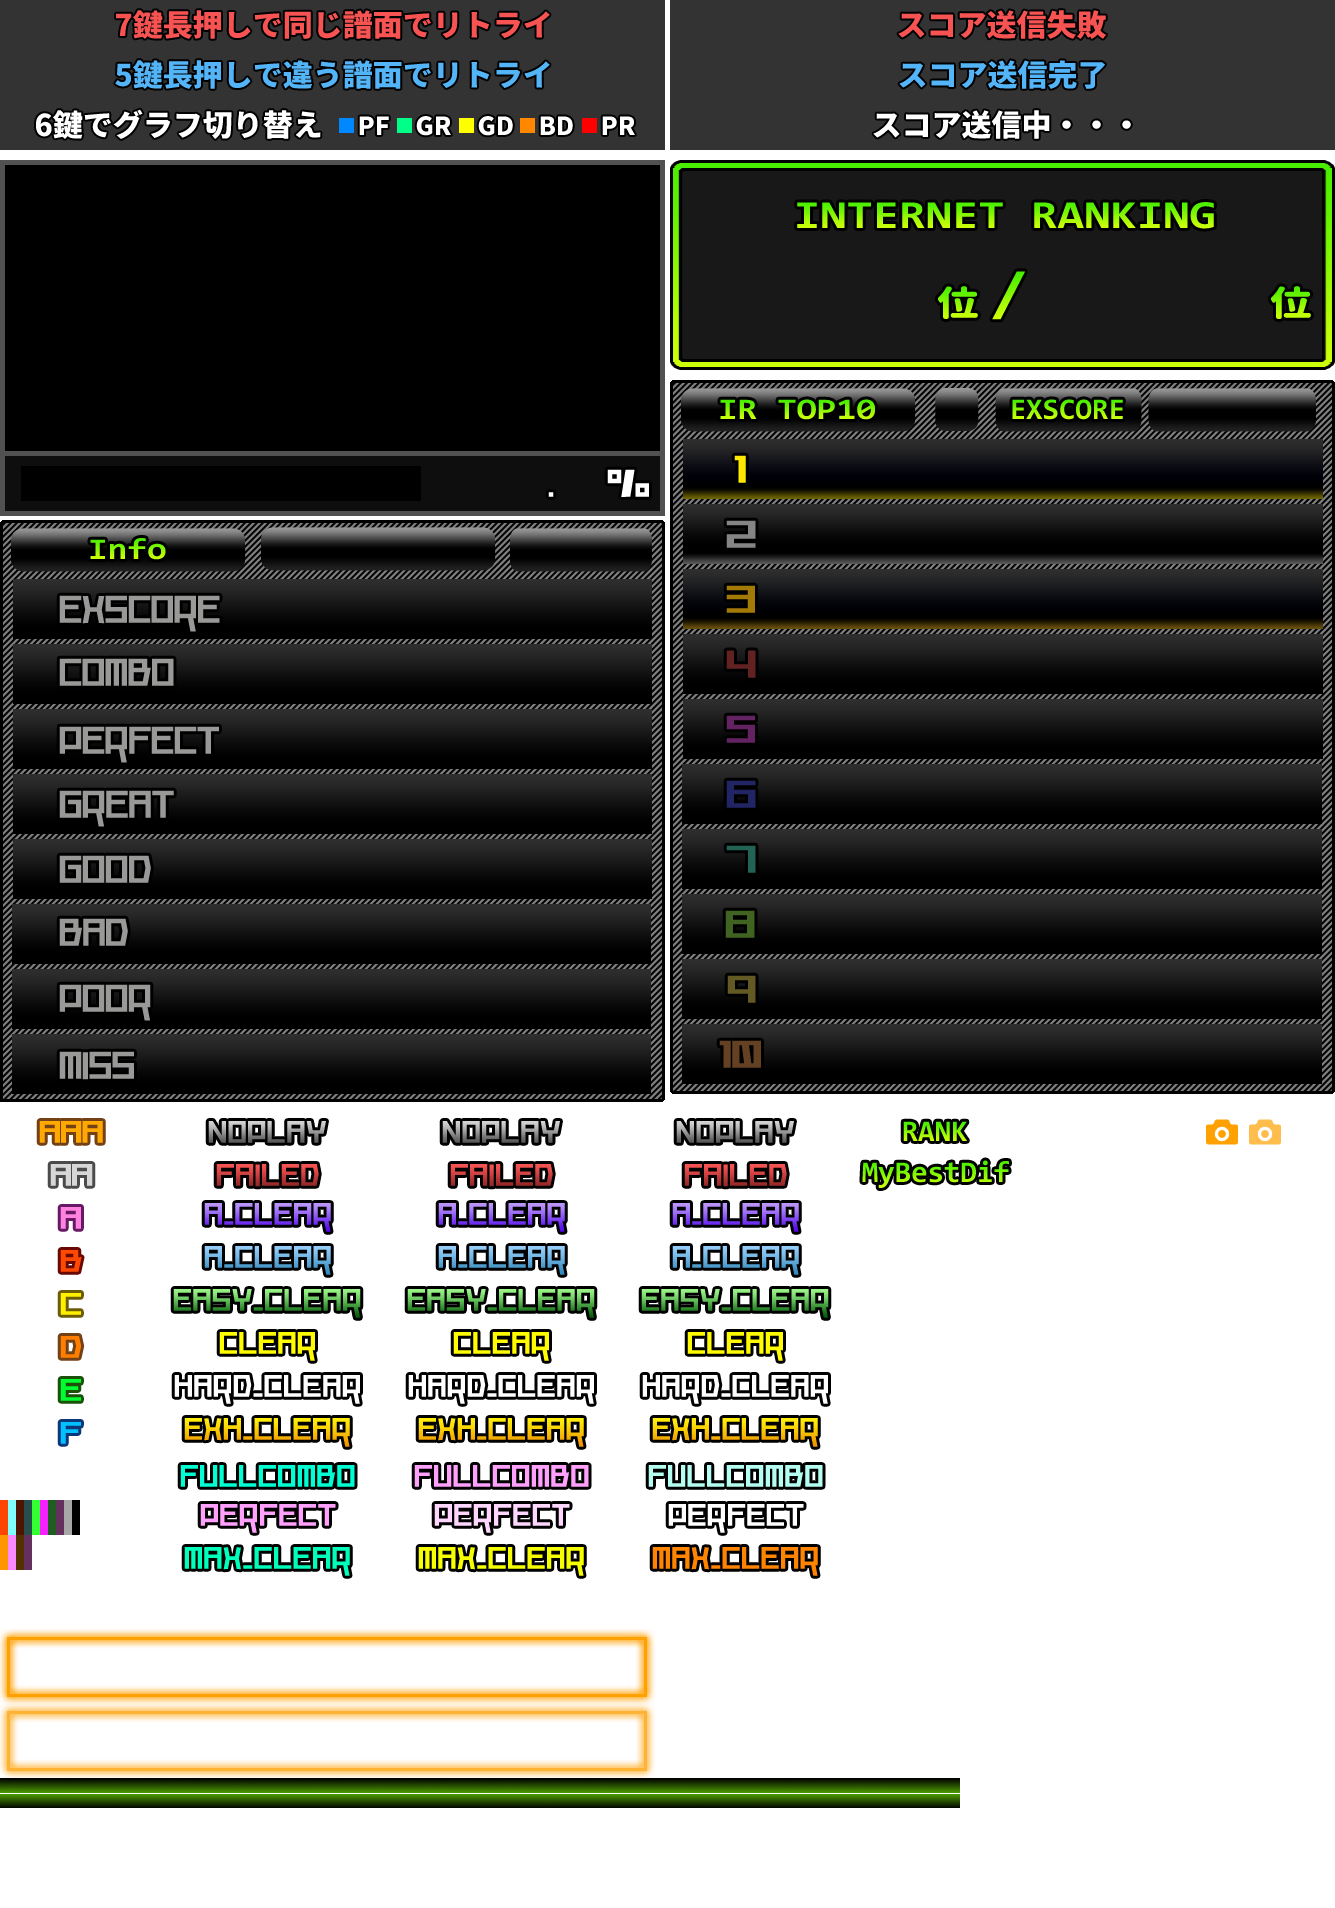 7鍵長押しで同じ譜面でリトライ
5鍵長押しで違う譜面でリトライ
6鍵でグラフ切り替え PF GR GD BD PR
スコア送信失敗
スコア送信完了
スコア送信中・・・
. %
INTERNET RANKING
位 / 位
Info
EXSCORE
COMBO
PERFECT
GREAT
GOOD
BAD
POOR
MISS
IR TOP10 EXSCORE
1
2
3
4
5
6
7
8
9
10
AAA NOPLAY NOPLAY NOPLAY RANK
AA FAILED FAILED FAILED MyBestDif
A A.CLEAR A.CLEAR A.CLEAR
B A.CLEAR A.CLEAR A.CLEAR
C EASY.CLEAR EASY.CLEAR EASY.CLEAR
D CLEAR CLEAR CLEAR
E HARD.CLEAR HARD.CLEAR HARD.CLEAR
F EXH.CLEAR EXH.CLEAR EXH.CLEAR
FULLCOMBO FULLCOMBO FULLCOMBO
PERFECT PERFECT PERFECT
MAX.CLEAR MAX.CLEAR MAX.CLEAR